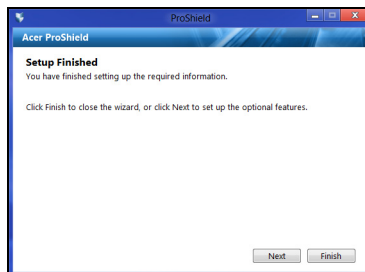 ProShield
Acer ProShield
Setup Finished
You have finished setting up the required information.
Click Finish to close the wizard, or click Next to set up the optional features.
Next Finish